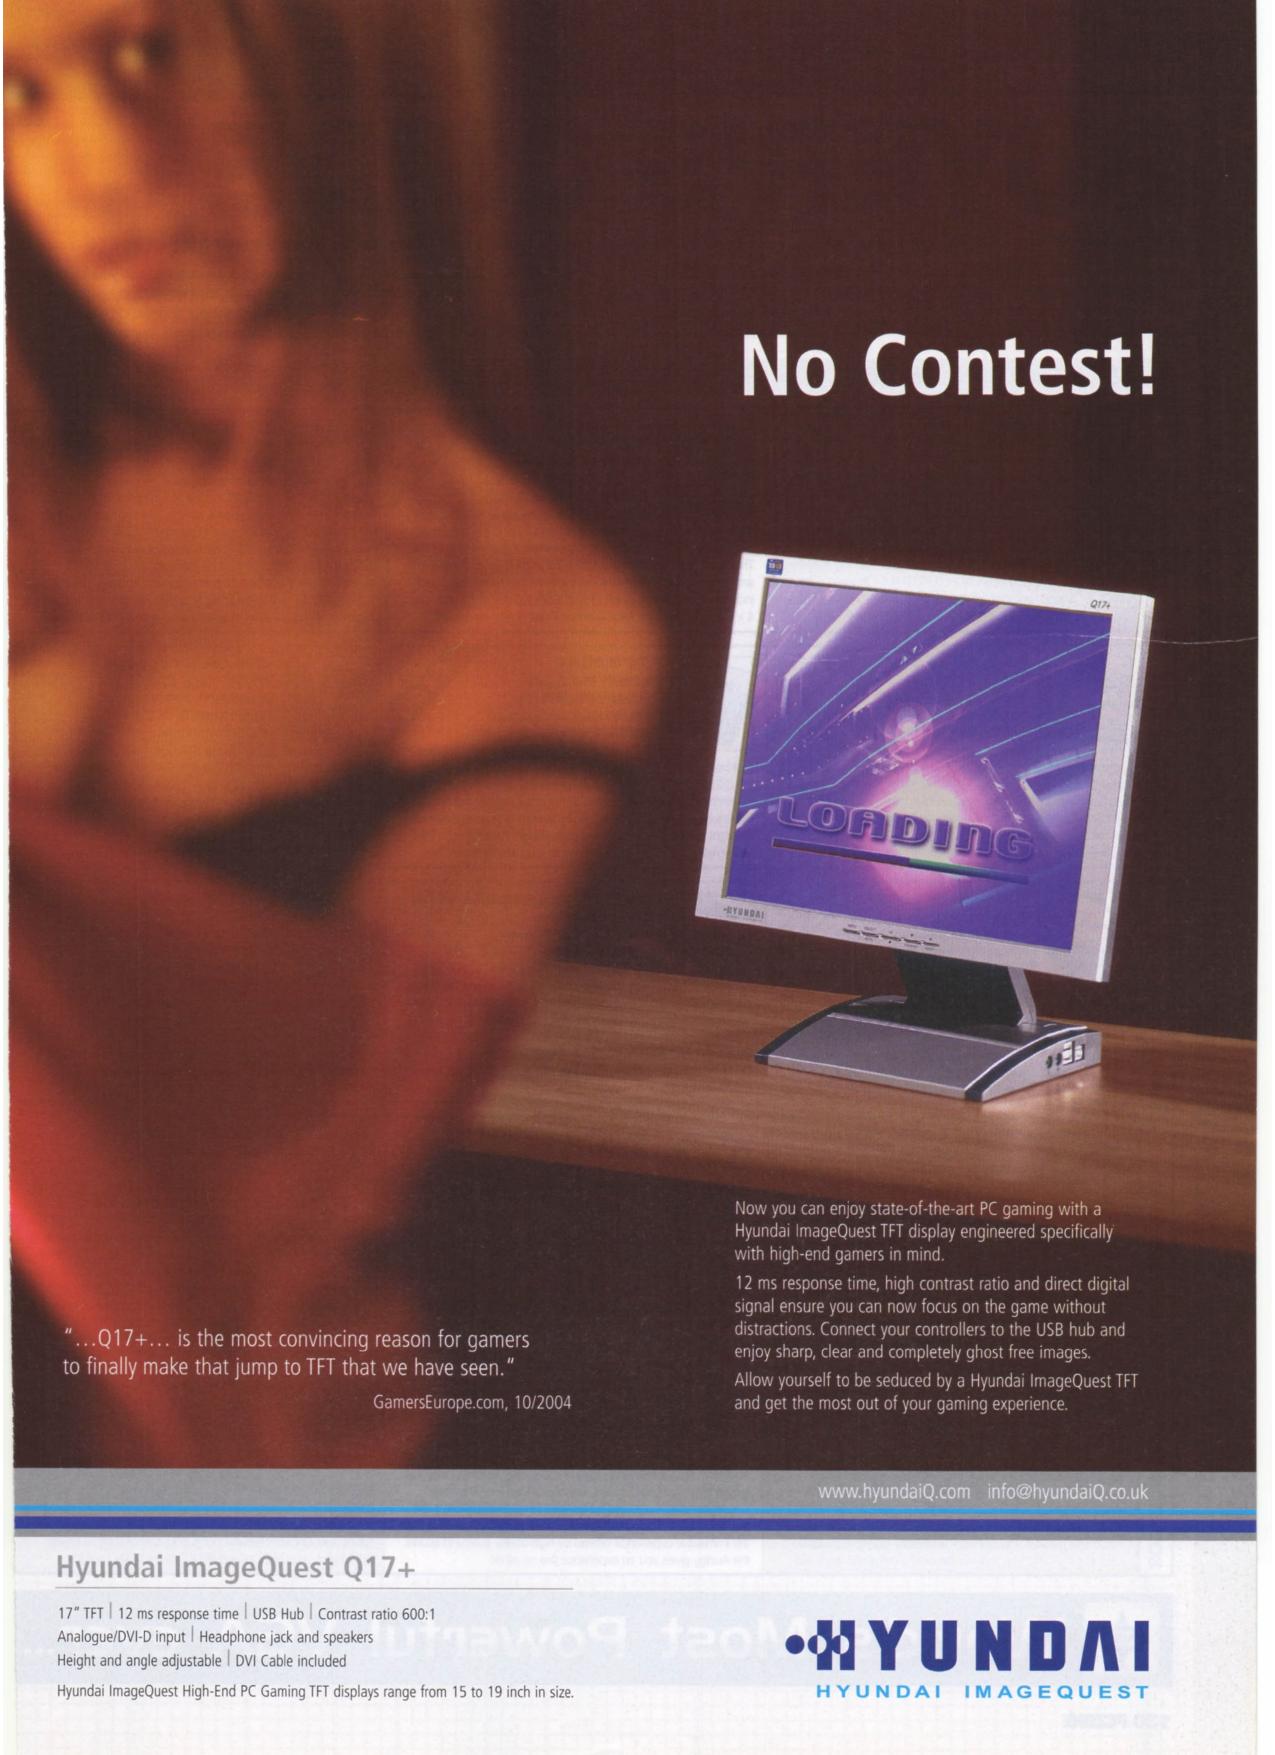 No Contest!
Q17+
LOADING
HYUNDAI
Now you can enjoy state-of-the-art PC gaming with a
Hyundai ImageQuest TFT display engineered specifically
with high-end gamers in mind.
12 ms response time, high contrast ratio and direct digital
signal ensure you can now focus on the game without
distractions. Connect your controllers to the USB hub and
enjoy sharp, clear and completely ghost free images.
Allow yourself to be seduced by a Hyundai ImageQuest TFT
and get the most out of your gaming experience.
"...Q17+... is the most convincing reason for gamers
to finally make that jump to TFT that we have seen."
GamersEurope.com, 10/2004
www.hyundaiQ.com info@hyundaiQ.co.uk
Hyundai ImageQuest Q17+
17" TFT | 12 ms response time | USB Hub | Contrast ratio 600:1
Analogue/DVI-D input | Headphone jack and speakers
Height and angle adjustable | DVI Cable included
Hyundai ImageQuest High-End PC Gaming TFT displays range from 15 to 19 inch in size.
HYUNDAI
HYUNDAI IMAGEQUEST